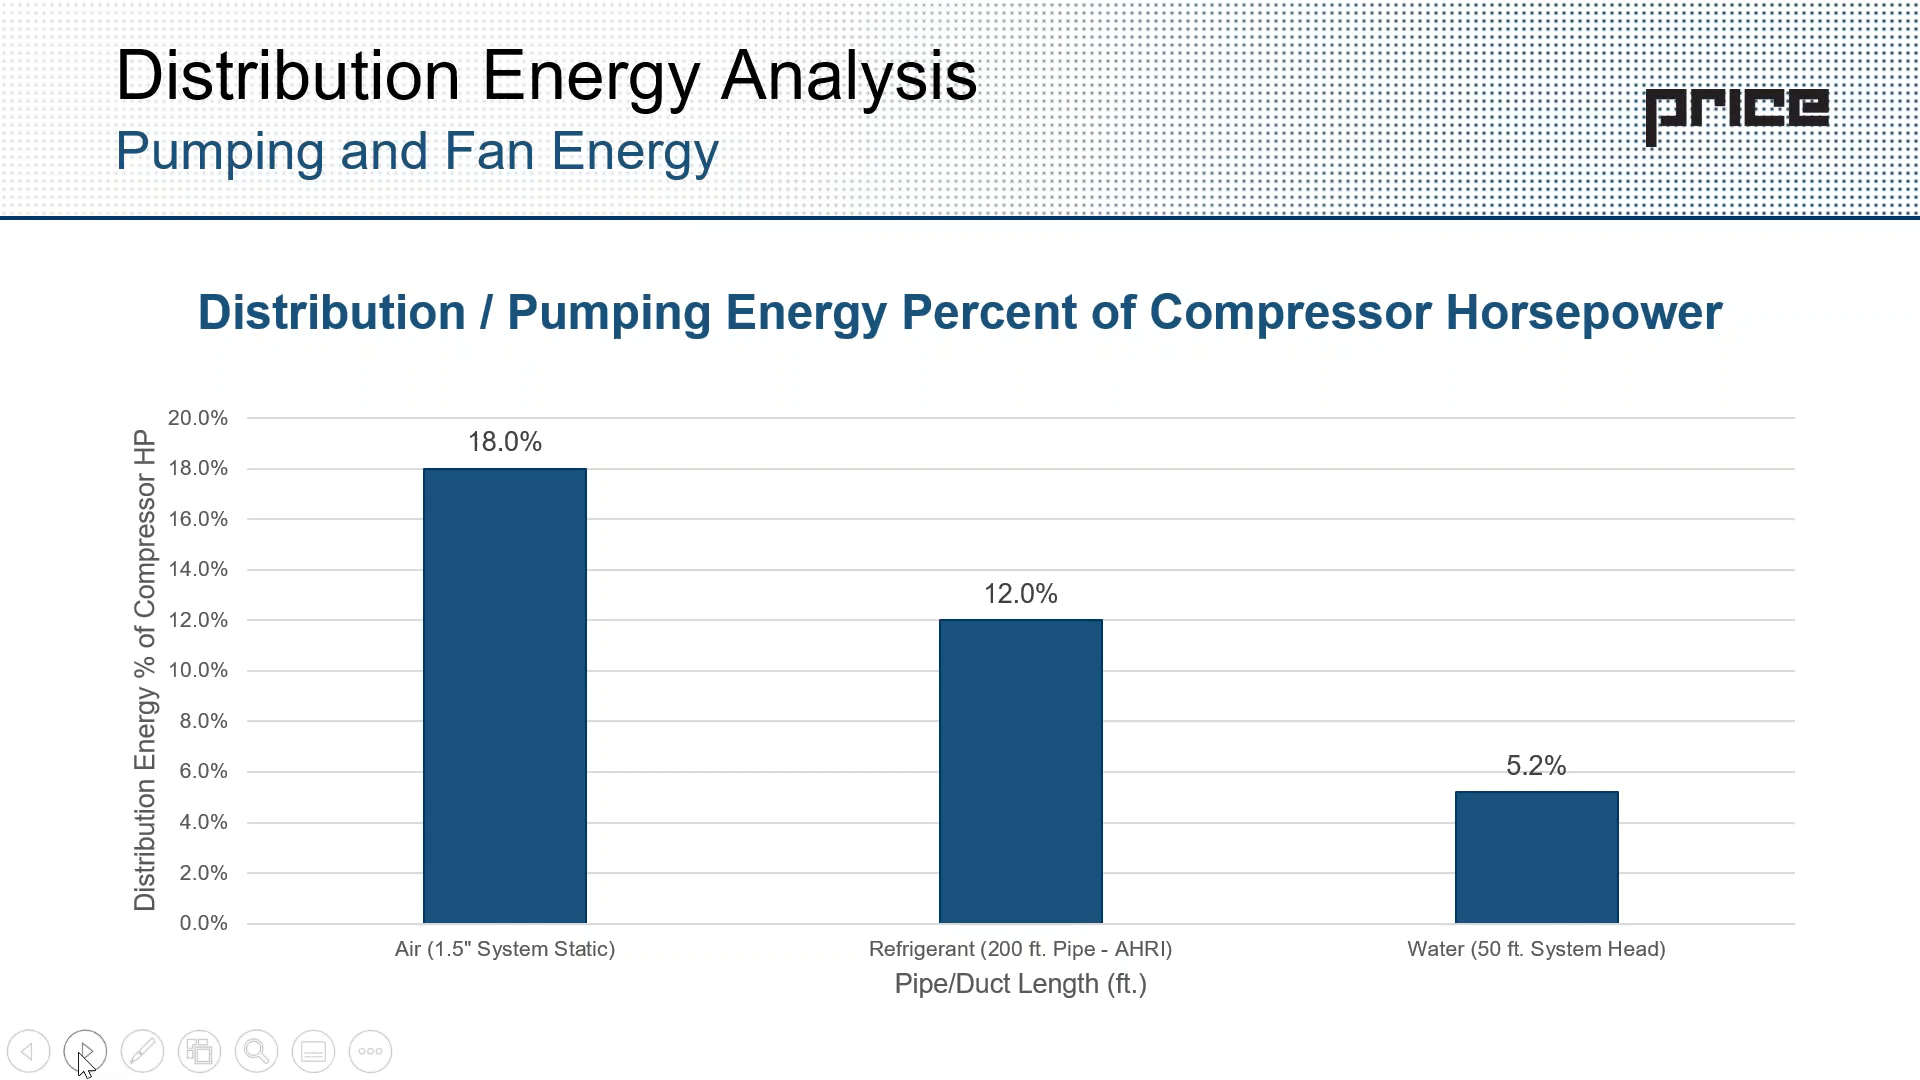 Distribution Energy Analysis
Pumping and Fan Energy
price
Distribution / Pumping Energy Percent of Compressor Horsepower
Distribution Energy % of Compressor HP
20.0%
18.0%
16.0%
14.0%
12.0%
10.0%
8.0%
6.0%
4.0%
2.0%
0.0%
18.0%
12.0%
5.2%
Air (1.5" System Static)
Refrigerant (200 ft. Pipe - AHRI)
Water (50 ft. System Head)
Pipe/Duct Length (ft.)